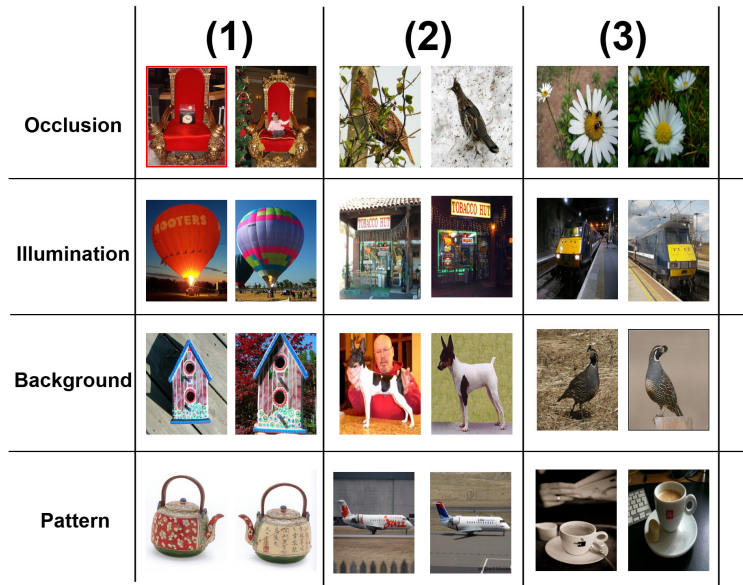 (1) (2) (3)
Occlusion
Illumination
HOOTERS
TOBACCO HUT
TOBACCO HUT
Background
Pattern